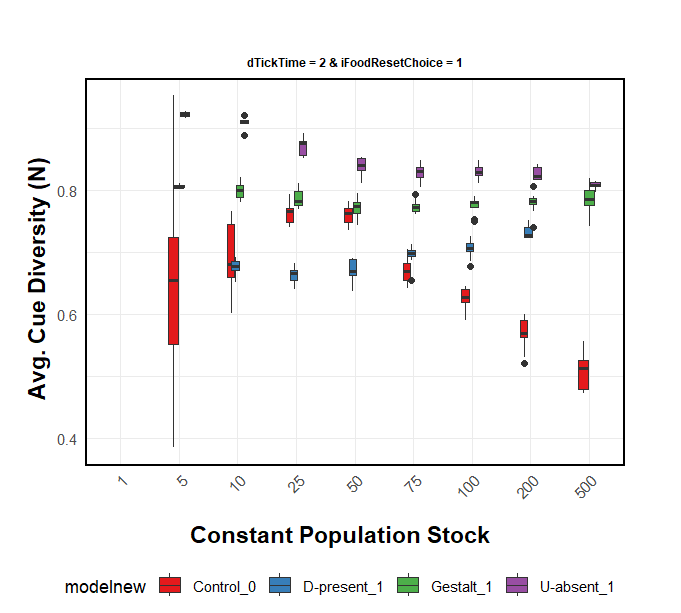 dTickTime = 2 & iFoodResetChoice = 1
Avg. Cue Diversity (N)
0.8
0.6
0.4
1 5 10 25 50 75 100 200 500
Constant Population Stock
modelnew Control_0 D-present_1 Gestalt_1 U-absent_1